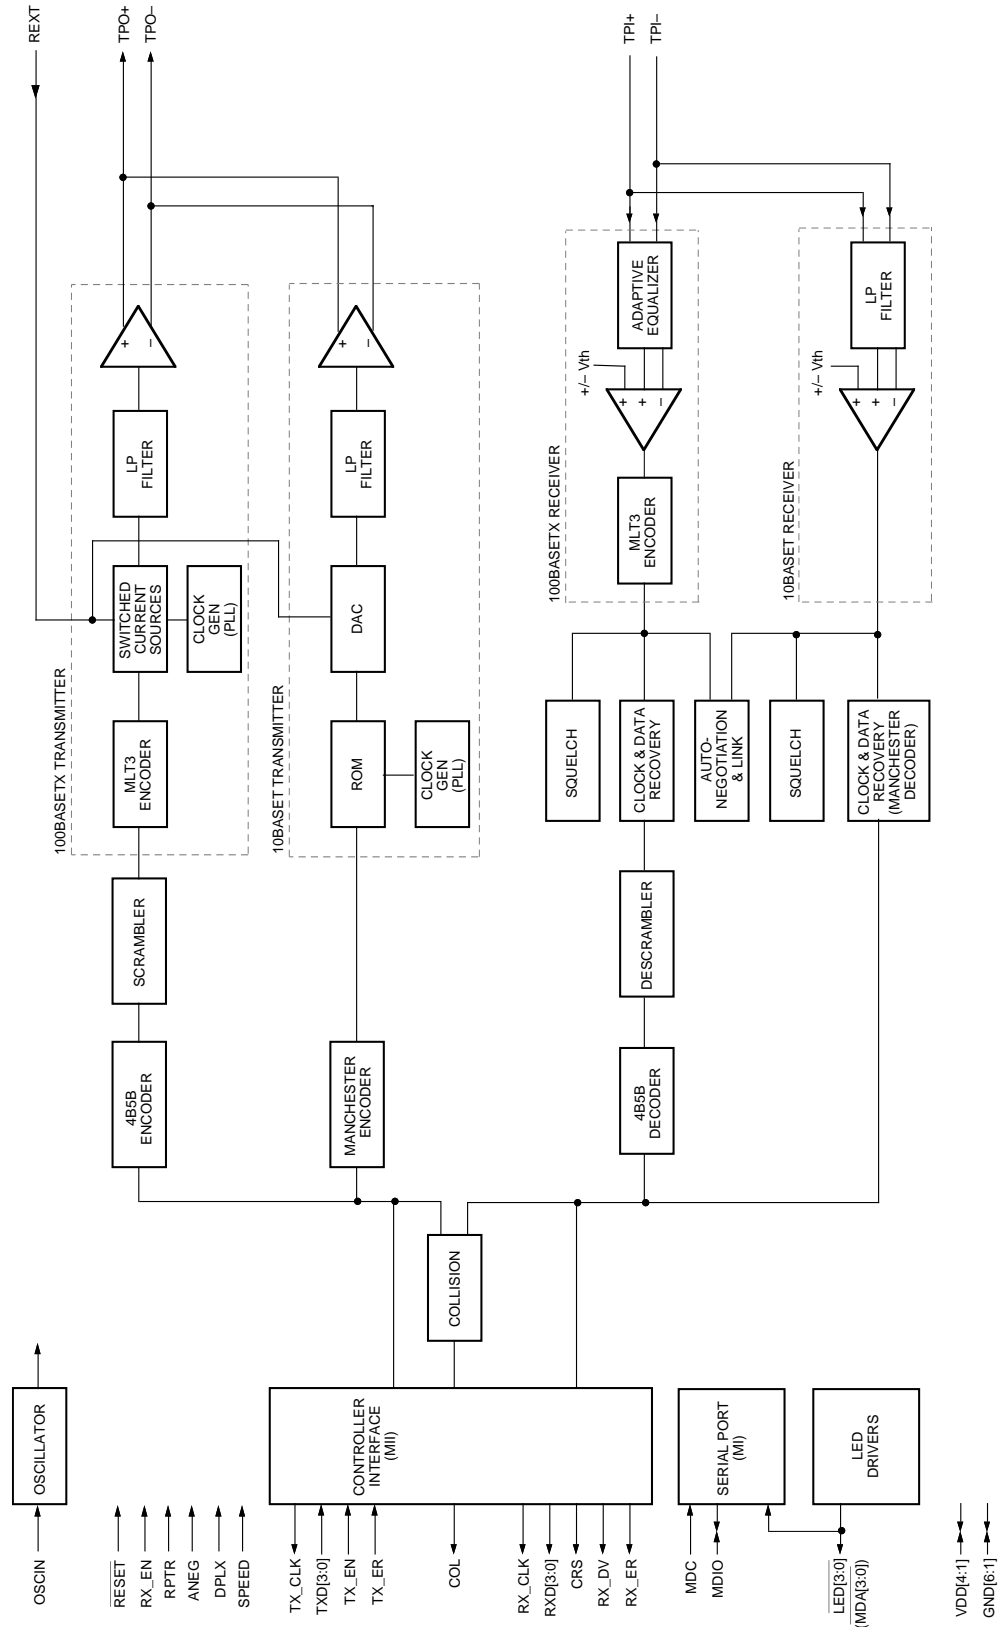 OSCIN
OSCILLATOR
RESET
RX_EN
RPTR
ANEG
DPLX
SPEED
TX_CLK
TXD[3:0]
TX_EN
TX_ER
COL
RX_CLK
RXD[3:0]
CRS
RX_DV
RX_ER
CONTROLLER
INTERFACE
(MII)
COLLISION
MDC
MDIO
SERIAL PORT
(MI)
LED[3:0]
(MDA[3:0])
LED
DRIVERS
VDD[4:1]
GND[6:1]
4B5B
ENCODER
SCRAMBLER
100BASETX TRANSMITTER
MLT3
ENCODER
SWITCHED
CURRENT
SOURCES
CLOCK
GEN
(PLL)
LP
FILTER
+
–
REXT
TPO+
TPO–
MANCHESTER
ENCODER
10BASET TRANSMITTER
ROM
CLOCK
GEN
(PLL)
DAC
LP
FILTER
+
–
4B5B
DECODER
DESCRAMBLER
SQUELCH
CLOCK & DATA
RECOVERY
AUTO-
NEGOTIATION
& LINK
SQUELCH
CLOCK & DATA
RECOVERY
(MANCHESTER
DECODER)
100BASETX RECEIVER
MLT3
ENCODER
+/– Vth
+
+
–
ADAPTIVE
EQUALIZER
TPI+
TPI–
10BASET RECEIVER
+/– Vth
+
+
–
LP
FILTER